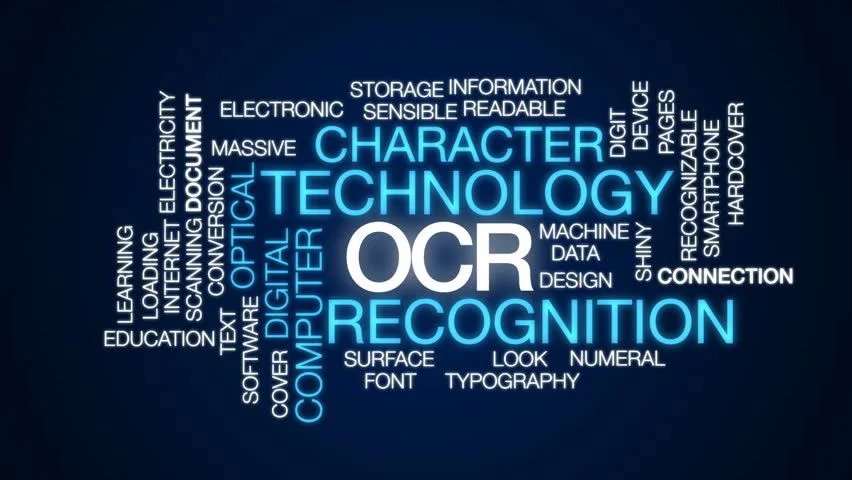 STORAGE INFORMATION
ELECTRONIC SENSIBLE READABLE
MASSIVE CHARACTER
TECHNOLOGY
OCR
MACHINE
DATA
DESIGN
CONNECTION
RECOGNITION
EDUCATION
SURFACE LOOK NUMERAL
FONT TYPOGRAPHY
LEARNING
LOADING
INTERNET
ELECTRICITY
SCANNING
DOCUMENT
CONVERSION
TEXT
OPTICAL
SOFTWARE
DIGITAL
COVER
COMPUTER
DIGIT
DEVICE
SHINY
PAGES
RECOGNIZABLE
SMARTPHONE
HARDCOVER